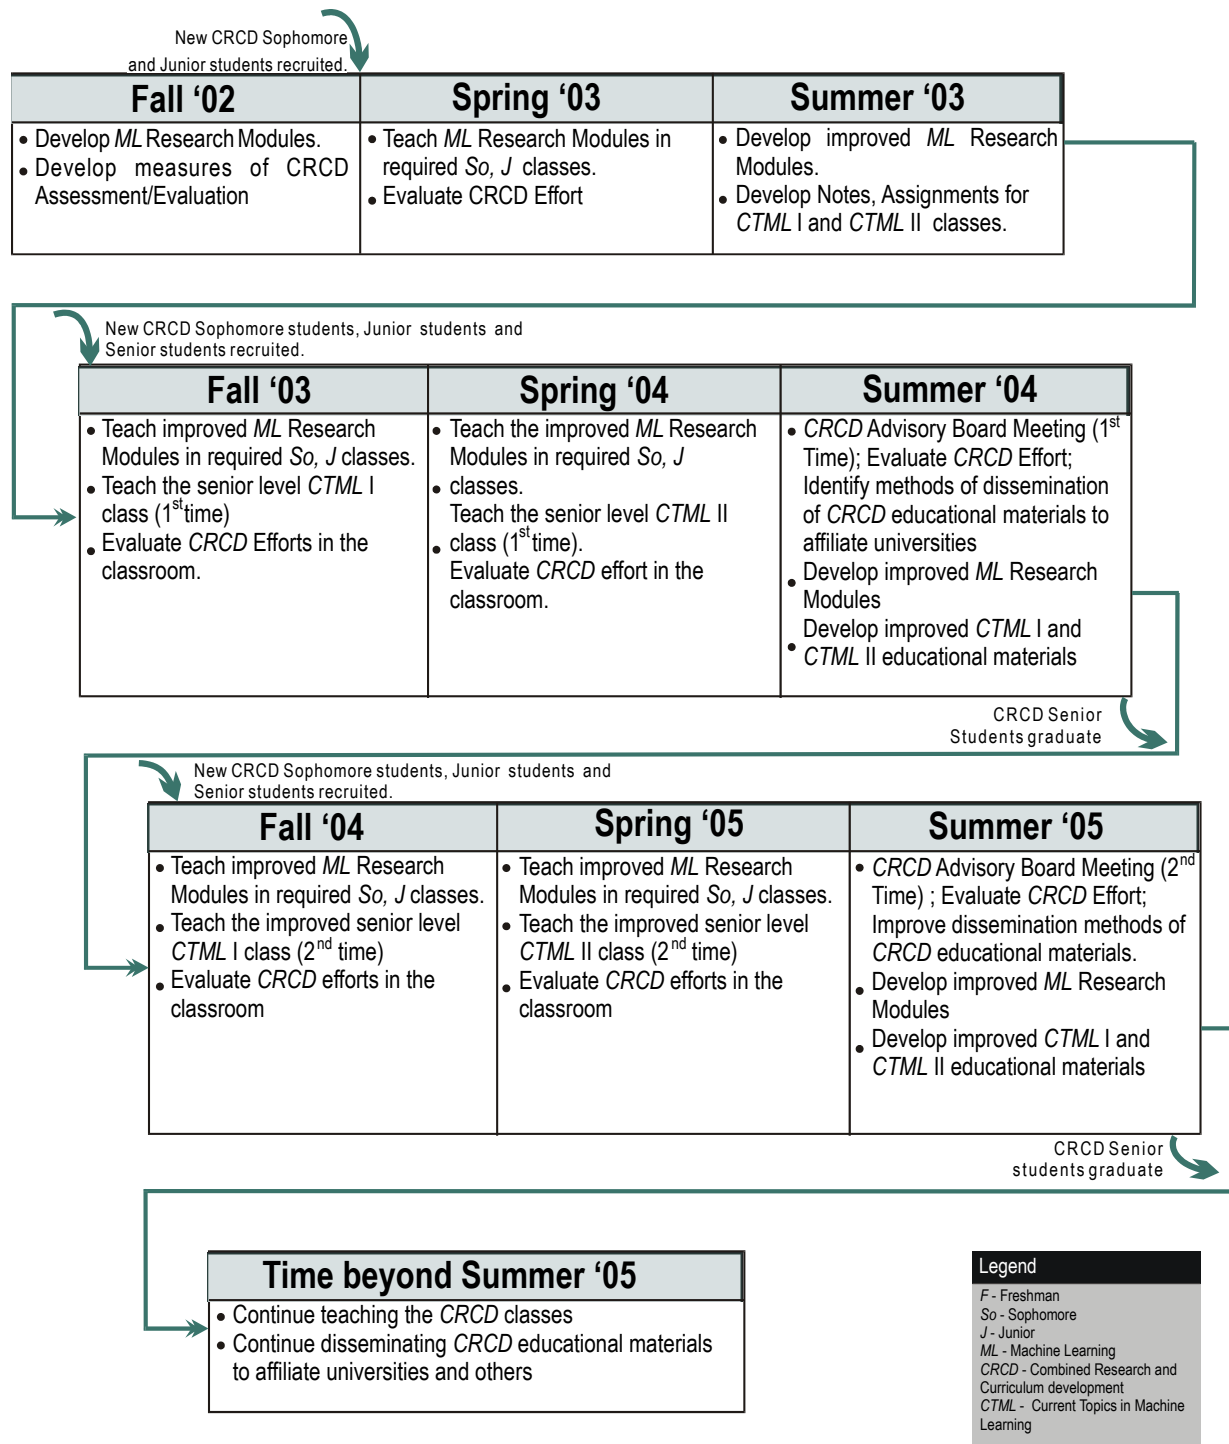 New CRCD Sophomore
and Junior students recruited.
Fall ‘02
Spring ‘03
Summer ‘03
• Develop ML Research Modules.
• Develop measures of CRCD
Assessment/Evaluation
• Teach ML Research Modules in
required So, J classes.
• Evaluate CRCD Effort
• Develop improved ML Research
Modules.
• Develop Notes, Assignments for
CTML I and CTML II classes.
New CRCD Sophomore students, Junior students and
Senior students recruited.
Fall ‘03
Spring ‘04
Summer ‘04
• Teach improved ML Research
Modules in required So, J classes.
• Teach the senior level CTML I
class (1st time)
• Evaluate CRCD Efforts in the
classroom.
• Teach the improved ML Research
Modules in required So, J
• classes.
Teach the senior level CTML II
• class (1st time).
Evaluate CRCD effort in the
classroom.
• CRCD Advisory Board Meeting (1st
Time); Evaluate CRCD Effort;
Identify methods of dissemination
of CRCD educational materials to
affiliate universities
• Develop improved ML Research
Modules
Develop improved CTML I and
• CTML II educational materials
CRCD Senior
Students graduate
New CRCD Sophomore students, Junior students and
Senior students recruited.
Fall ‘04
Spring ‘05
Summer ‘05
• Teach improved ML Research
Modules in required So, J classes.
• Teach the improved senior level
CTML I class (2nd time)
• Evaluate CRCD efforts in the
classroom
• Teach improved ML Research
Modules in required So, J classes.
• Teach the improved senior level
CTML II class (2nd time)
• Evaluate CRCD efforts in the
classroom
• CRCD Advisory Board Meeting (2nd
Time) ; Evaluate CRCD Effort;
Improve dissemination methods of
CRCD educational materials.
• Develop improved ML Research
Modules
• Develop improved CTML I and
CTML II educational materials
CRCD Senior
students graduate
Time beyond Summer ‘05
• Continue teaching the CRCD classes
• Continue disseminating CRCD educational materials
to affiliate universities and others
Legend
F - Freshman
So - Sophomore
J - Junior
ML - Machine Learning
CRCD - Combined Research and
Curriculum development
CTML - Current Topics in Machine
Learning